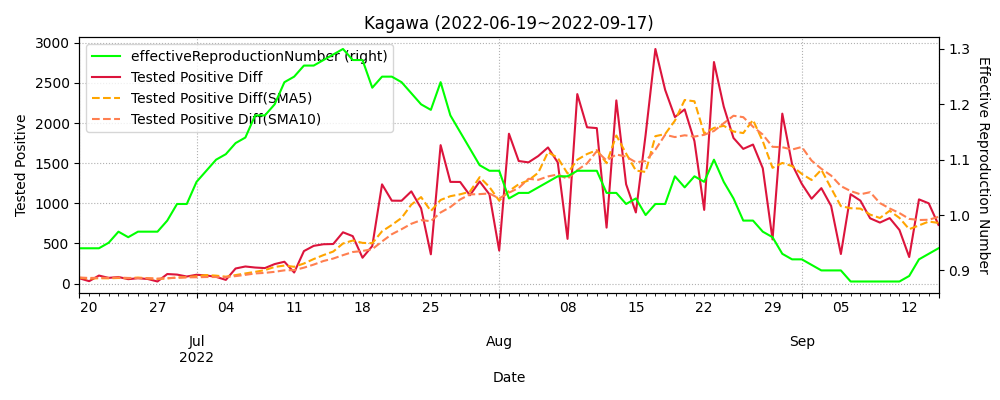 Kagawa (2022-06-19~2022-09-17)
effectiveReproductionNumber (right)
Tested Positive Diff
Tested Positive Diff(SMA5)
Tested Positive Diff(SMA10)
Tested Positive
3000
2500
2000
1500
1000
500
0
1.3
1.2
1.1
1.0
0.9
Effective Reproduction Number
20 27 04 11 18 25 08 15 22 29 05 12
Jul Aug Sep
2022
Date